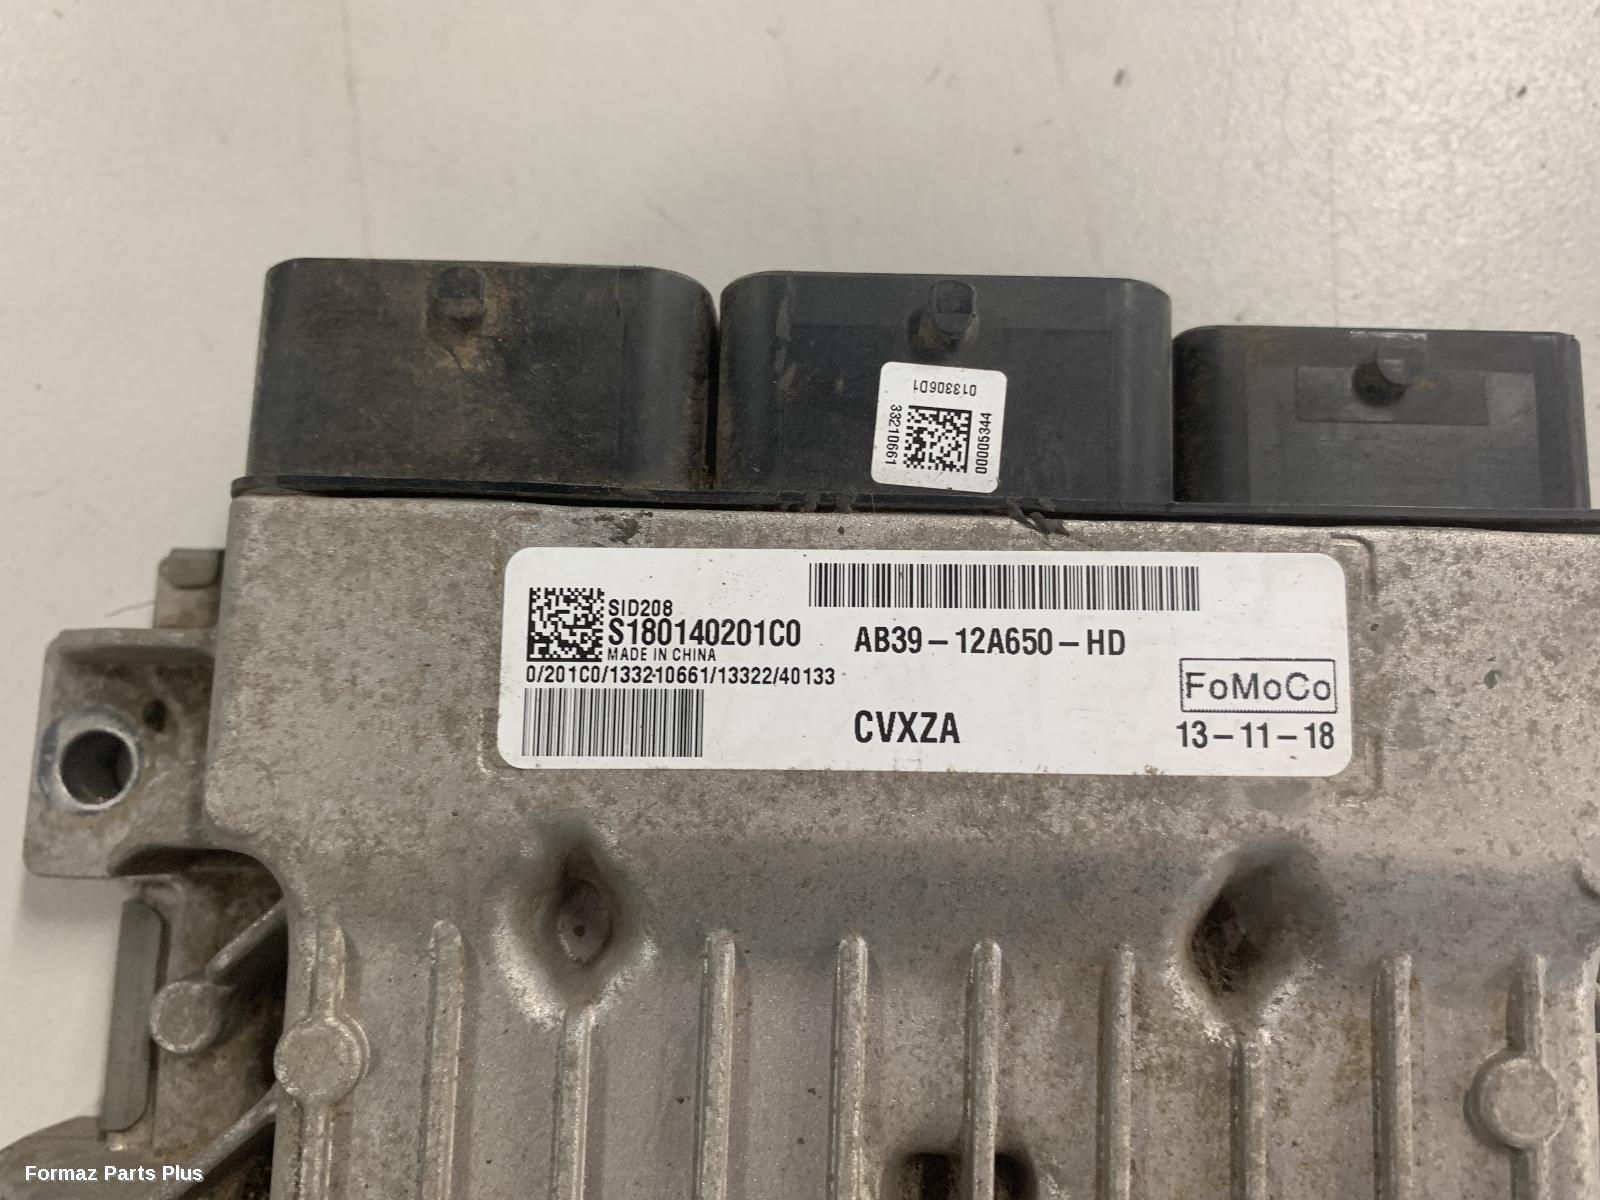 013306D1
33210661
00005344
SID208
S180140201C0
MADE IN CHINA
0/201C0/133210661/13322/40133
AB39-12A650-HD
FoMoCo
CVXZA
13-11-18
Formaz Parts Plus